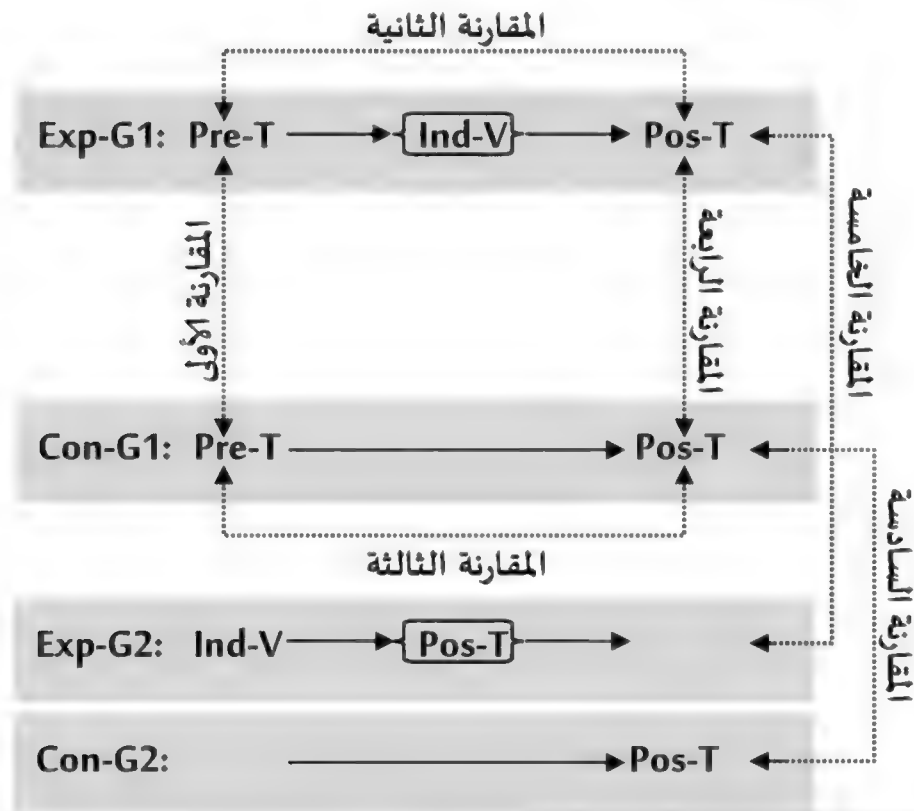 المقارنة الثانية
Exp-G1: Pre-T Ind-V Pos-T
المقارنة الأولى
المقارنة الرابعة
المقارنة الخامسة
Con-G1: Pre-T Pos-T
المقارنة الثالثة
المقارنة السادسة
Exp-G2: Ind-V Pos-T
Con-G2: Pos-T